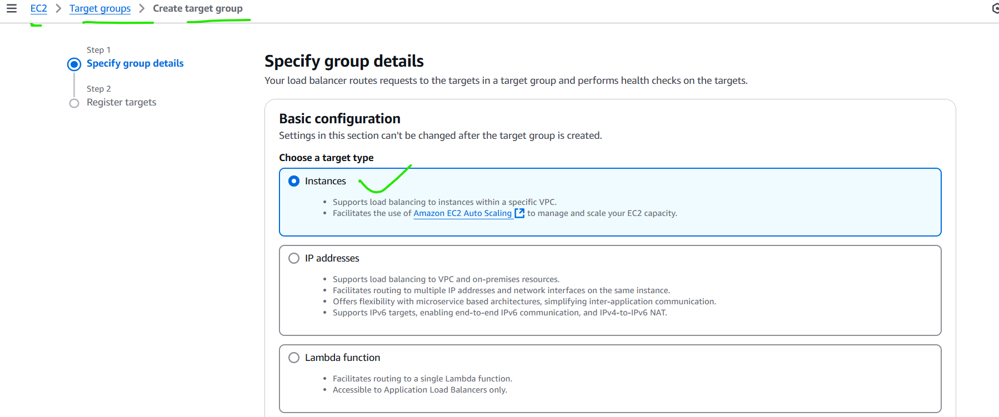 EC2 > Target groups > Create target group
Step 1
Specify group details
Step 2
Register targets
Specify group details
Your load balancer routes requests to the targets in a target group and performs health checks on the targets.
Basic configuration
Settings in this section can't be changed after the target group is created.
Choose a target type
Instances
• Supports load balancing to instances within a specific VPC.
• Facilitates the use of Amazon EC2 Auto Scaling to manage and scale your EC2 capacity.
IP addresses
• Supports load balancing to VPC and on-premises resources.
• Facilitates routing to multiple IP addresses and network interfaces on the same instance.
• Offers flexibility with microservice based architectures, simplifying inter-application communication.
• Supports IPv6 targets, enabling end-to-end IPv6 communication, and IPv4-to-IPv6 NAT.
Lambda function
• Facilitates routing to a single Lambda function.
• Accessible to Application Load Balancers only.